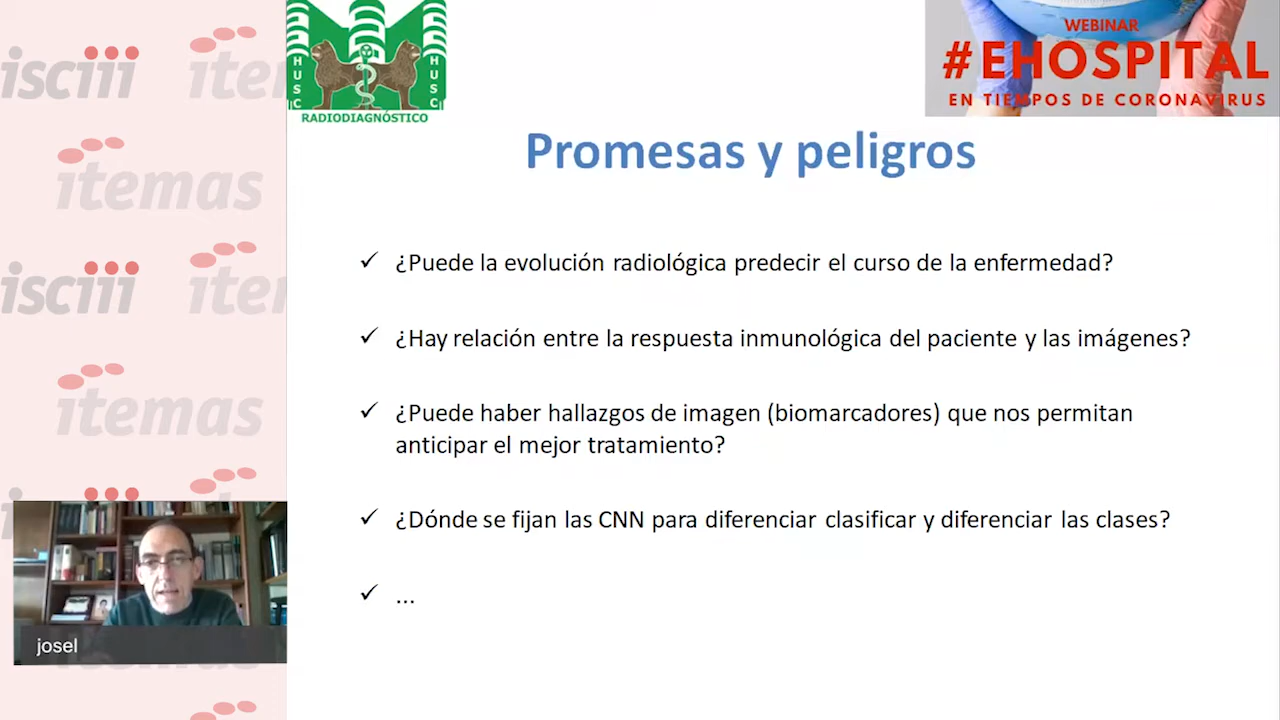 isciii
itemas
isciii
itemas
HUSC
HUSC
RADIODIAGNÓSTICO
WEBINAR
#EHOSPITAL
EN TIEMPOS DE CORONAVIRUS
Promesas y peligros
✓ ¿Puede la evolución radiológica predecir el curso de la enfermedad?
✓ ¿Hay relación entre la respuesta inmunológica del paciente y las imágenes?
✓ ¿Puede haber hallazgos de imagen (biomarcadores) que nos permitan
anticipar el mejor tratamiento?
✓ ¿Dónde se fijan las CNN para diferenciar clasificar y diferenciar las clases?
✓ ...
josel